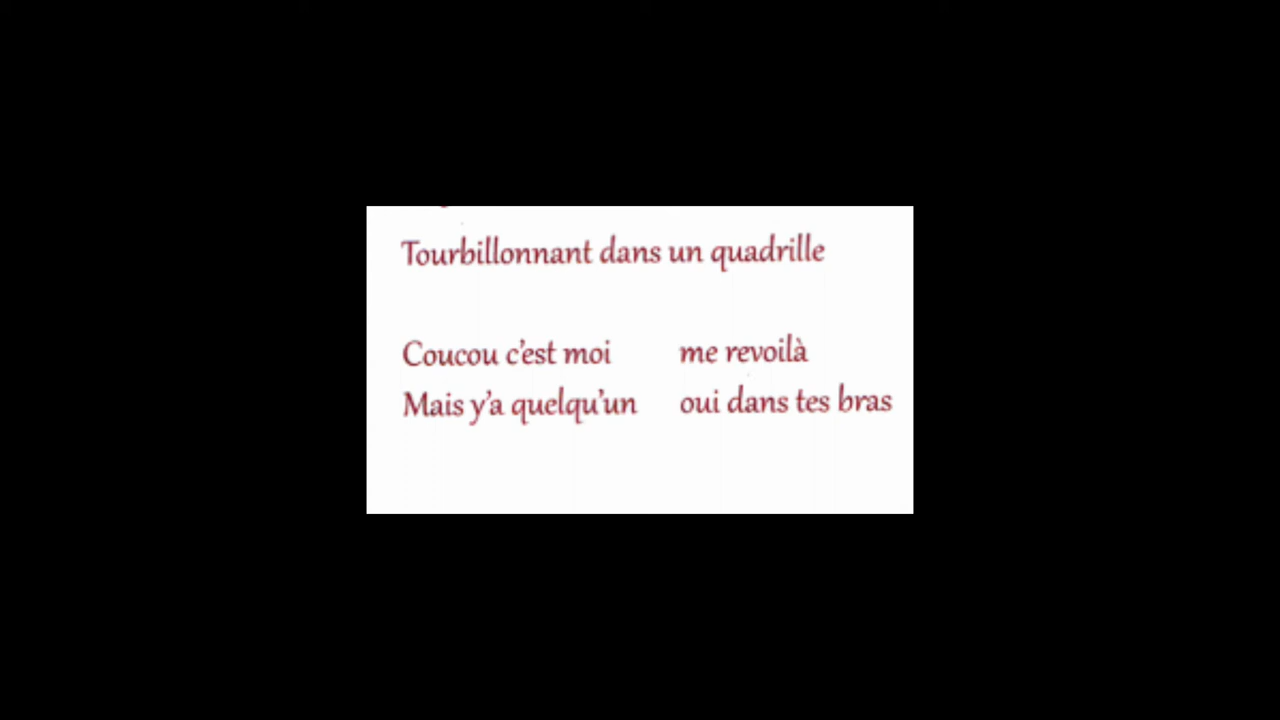 Tourbillonnant dans un quadrille
Coucou c'est moi me revoilà
Mais y'a quelqu'un oui dans tes bras